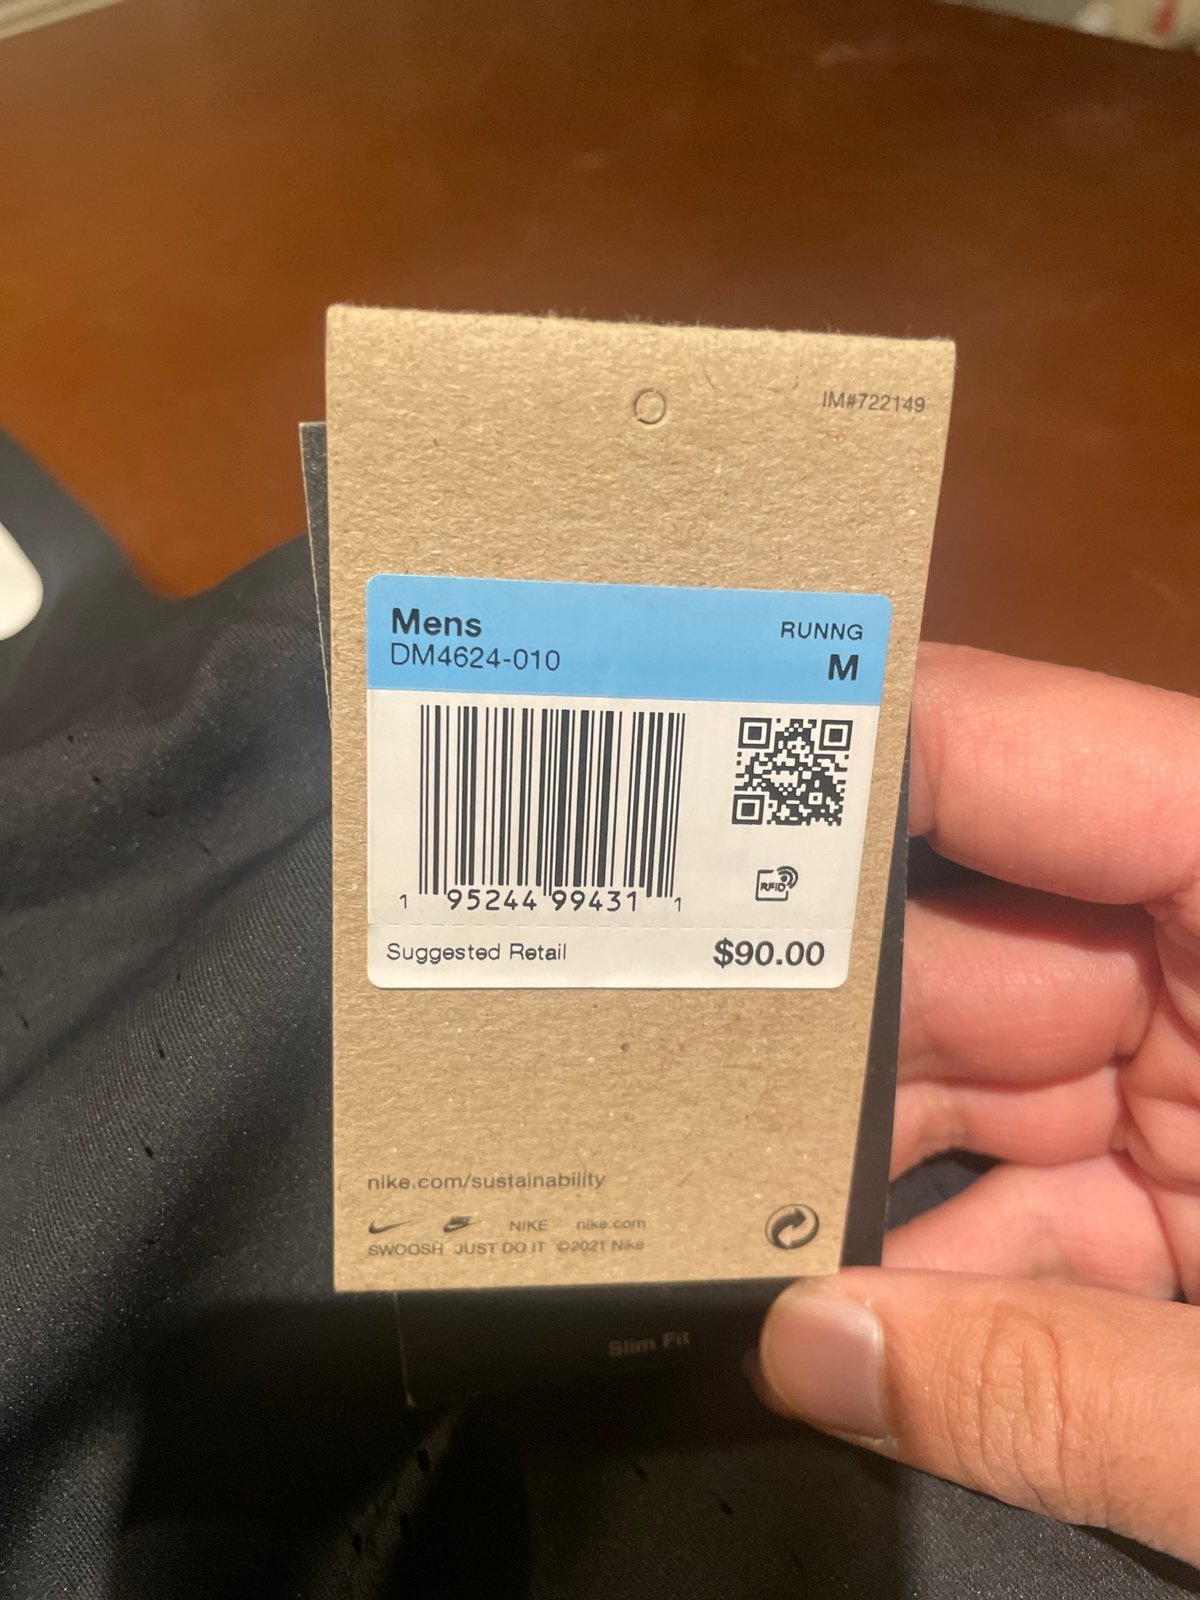 IM#722149
Mens
RUNNG
DM4624-010
M
1 95244 99431 1
RFID
Suggested Retail $90.00
nike.com/sustainability
NIKE nike.com
SWOOSH JUST DO IT ©2021 Nike
Slim Fit